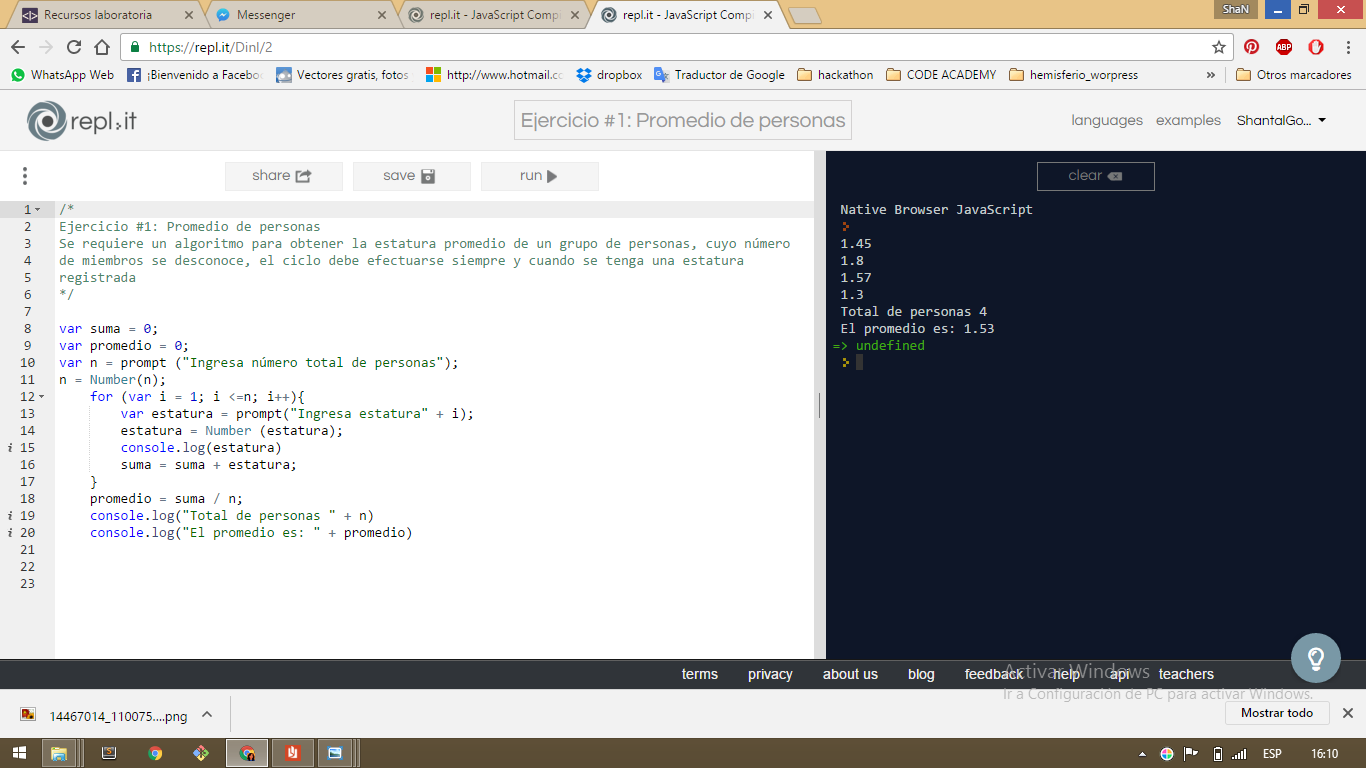 Recursos laboratoria
Messenger
repl.it - JavaScript Compi
repl.it - JavaScript Compi
ShaN
https://repl.it/Dinl/2
ABP
WhatsApp Web
¡Bienvenido a Facebo
Vectores gratis, fotos
http://www.hotmail.co
dropbox
Traductor de Google
hackathon
CODE ACADEMY
hemisferio_worpress
»
Otros marcadores
repl.it
Ejercicio #1: Promedio de personas
languages
examples
ShantalGo...
share
save
run
clear
1 /*
2 Ejercicio #1: Promedio de personas
3 Se requiere un algoritmo para obtener la estatura promedio de un grupo de personas, cuyo número
4 de miembros se desconoce, el ciclo debe efectuarse siempre y cuando se tenga una estatura
5 registrada
6 */
7
8 var suma = 0;
9 var promedio = 0;
10 var n = prompt ("Ingresa número total de personas");
11 n = Number(n);
12 for (var i = 1; i <=n; i++){
13 var estatura = prompt("Ingresa estatura" + i);
14 estatura = Number (estatura);
i 15 console.log(estatura)
16 suma = suma + estatura;
17 }
18 promedio = suma / n;
i 19 console.log("Total de personas " + n)
i 20 console.log("El promedio es: " + promedio)
21
22
23
Native Browser JavaScript
1.45
1.8
1.57
1.3
Total de personas 4
El promedio es: 1.53
=> undefined
terms
privacy
about us
blog
feedback
help
api
teachers
Activar Windows
Ir a Configuración de PC para activar Windows.
14467014_110075....png
Mostrar todo
ESP
16:10